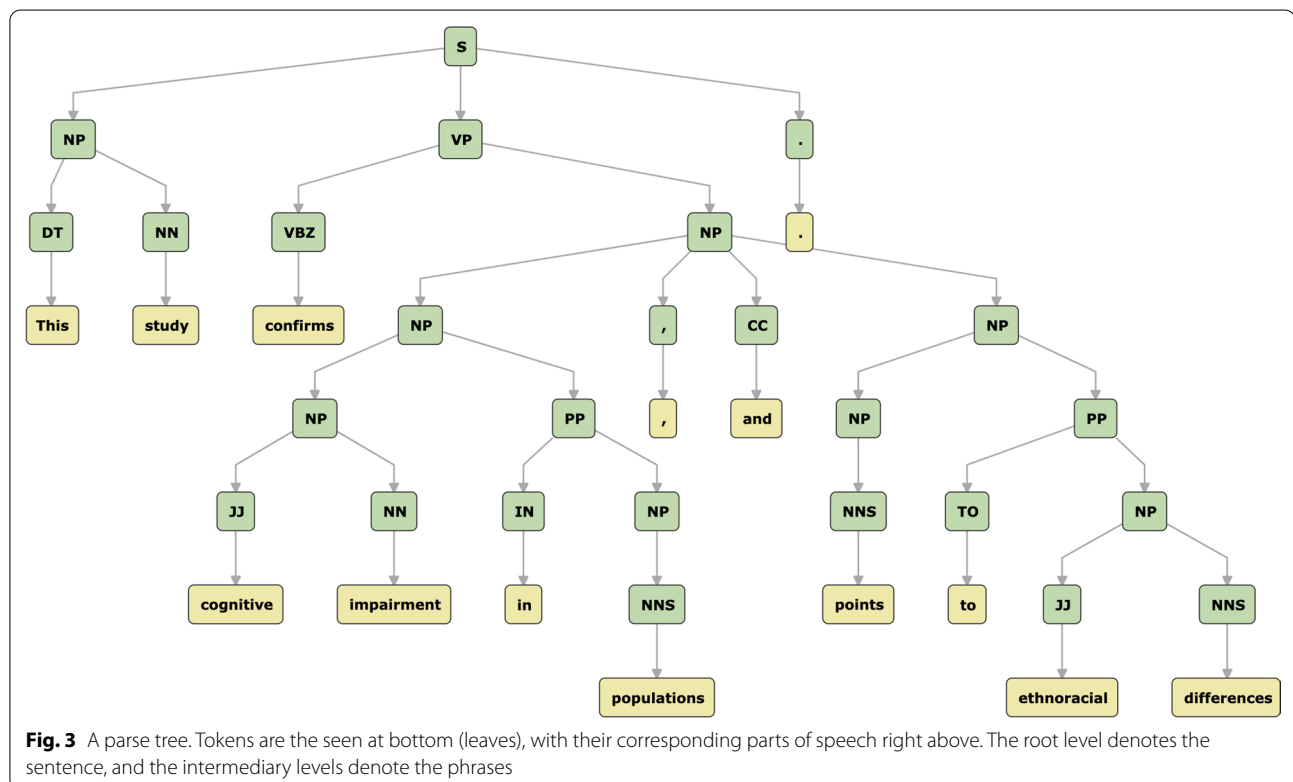 S
NP VP .
DT NN VBZ NP .
This study confirms NP , CC NP
NP PP , and NP PP
JJ NN IN NP NNS TO NP
cognitive impairment in NNS points to JJ NNS
populations ethnoracial differences
Fig. 3 A parse tree. Tokens are the seen at bottom (leaves), with their corresponding parts of speech right above. The root level denotes the
sentence, and the intermediary levels denote the phrases